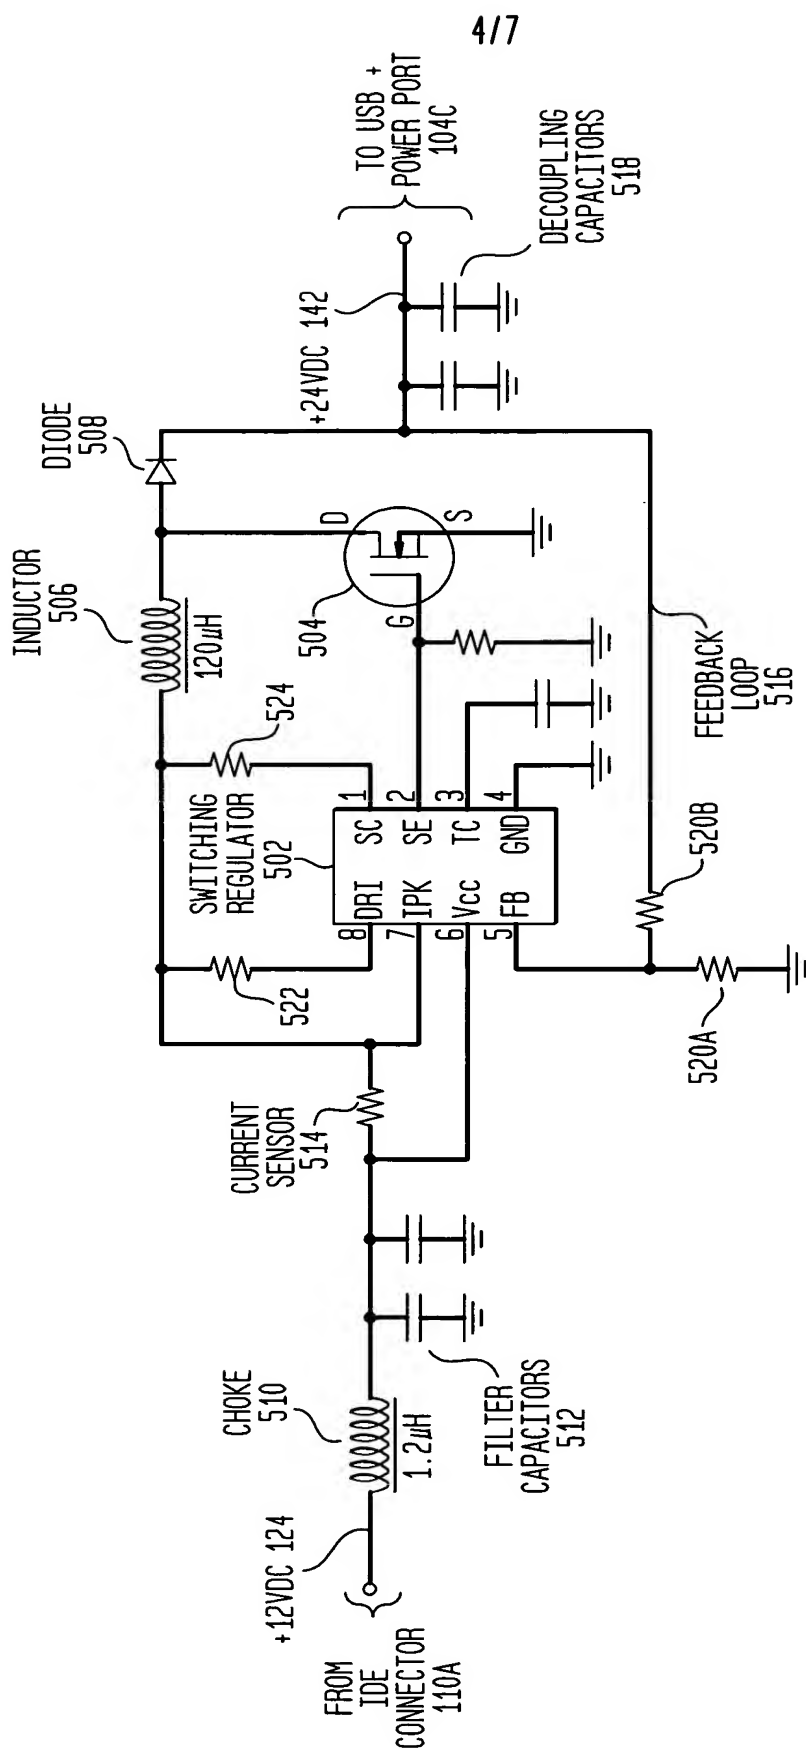 4/7
FROM
IDE
CONNECTOR
110A
+12VDC 124
CHOKE
510
1.2µH
FILTER
CAPACITORS
512
CURRENT
SENSOR
514
522
SWITCHING
REGULATOR
502
524
8
DRI
7
IPK
6
Vcc
5
FB
1
SC
2
SE
3
TC
4
GND
INDUCTOR
506
120µH
DIODE
508
504
D
G
S
+24VDC 142
TO USB +
POWER PORT
104C
DECOUPLING
CAPACITORS
518
FEEDBACK
LOOP
516
520B
520A